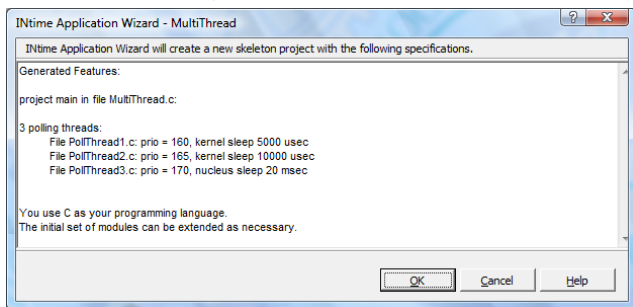 INtime Application Wizard - MultiThread
INtime Application Wizard will create a new skeleton project with the following specifications.
Generated Features:
project main in file MultiThread.c:
3 polling threads:
File PollThread1.c: prio = 160, kernel sleep 5000 usec
File PollThread2.c: prio = 165, kernel sleep 10000 usec
File PollThread3.c: prio = 170, nucleus sleep 20 msec
You use C as your programming language.
The initial set of modules can be extended as necessary.
OK
Cancel
Help